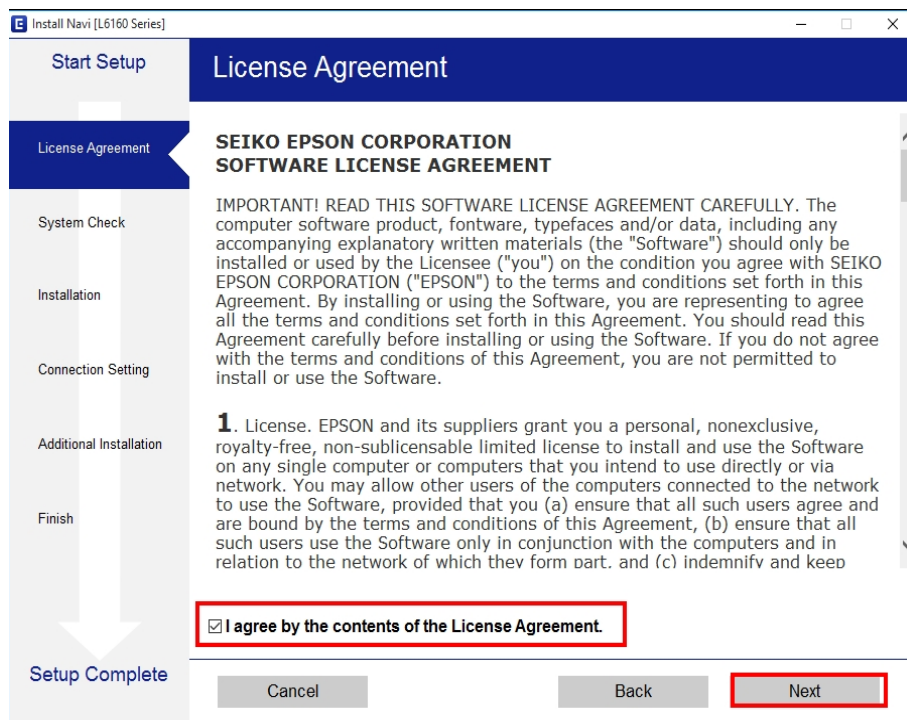 E Install Navi [L6160 Series]
Start Setup
License Agreement
License Agreement
System Check
Installation
Connection Setting
Additional Installation
Finish
Setup Complete
SEIKO EPSON CORPORATION
SOFTWARE LICENSE AGREEMENT
IMPORTANT! READ THIS SOFTWARE LICENSE AGREEMENT CAREFULLY. The
computer software product, fontware, typefaces and/or data, including any
accompanying explanatory written materials (the "Software") should only be
installed or used by the Licensee ("you") on the condition you agree with SEIKO
EPSON CORPORATION ("EPSON") to the terms and conditions set forth in this
Agreement. By installing or using the Software, you are representing to agree
all the terms and conditions set forth in this Agreement. You should read this
Agreement carefully before installing or using the Software. If you do not agree
with the terms and conditions of this Agreement, you are not permitted to
install or use the Software.
1. License. EPSON and its suppliers grant you a personal, nonexclusive,
royalty-free, non-sublicensable limited license to install and use the Software
on any single computer or computers that you intend to use directly or via
network. You may allow other users of the computers connected to the network
to use the Software, provided that you (a) ensure that all such users agree and
are bound by the terms and conditions of this Agreement, (b) ensure that all
such users use the Software only in conjunction with the computers and in
relation to the network of which they form part, and (c) indemnify and keep
I agree by the contents of the License Agreement.
Cancel
Back
Next